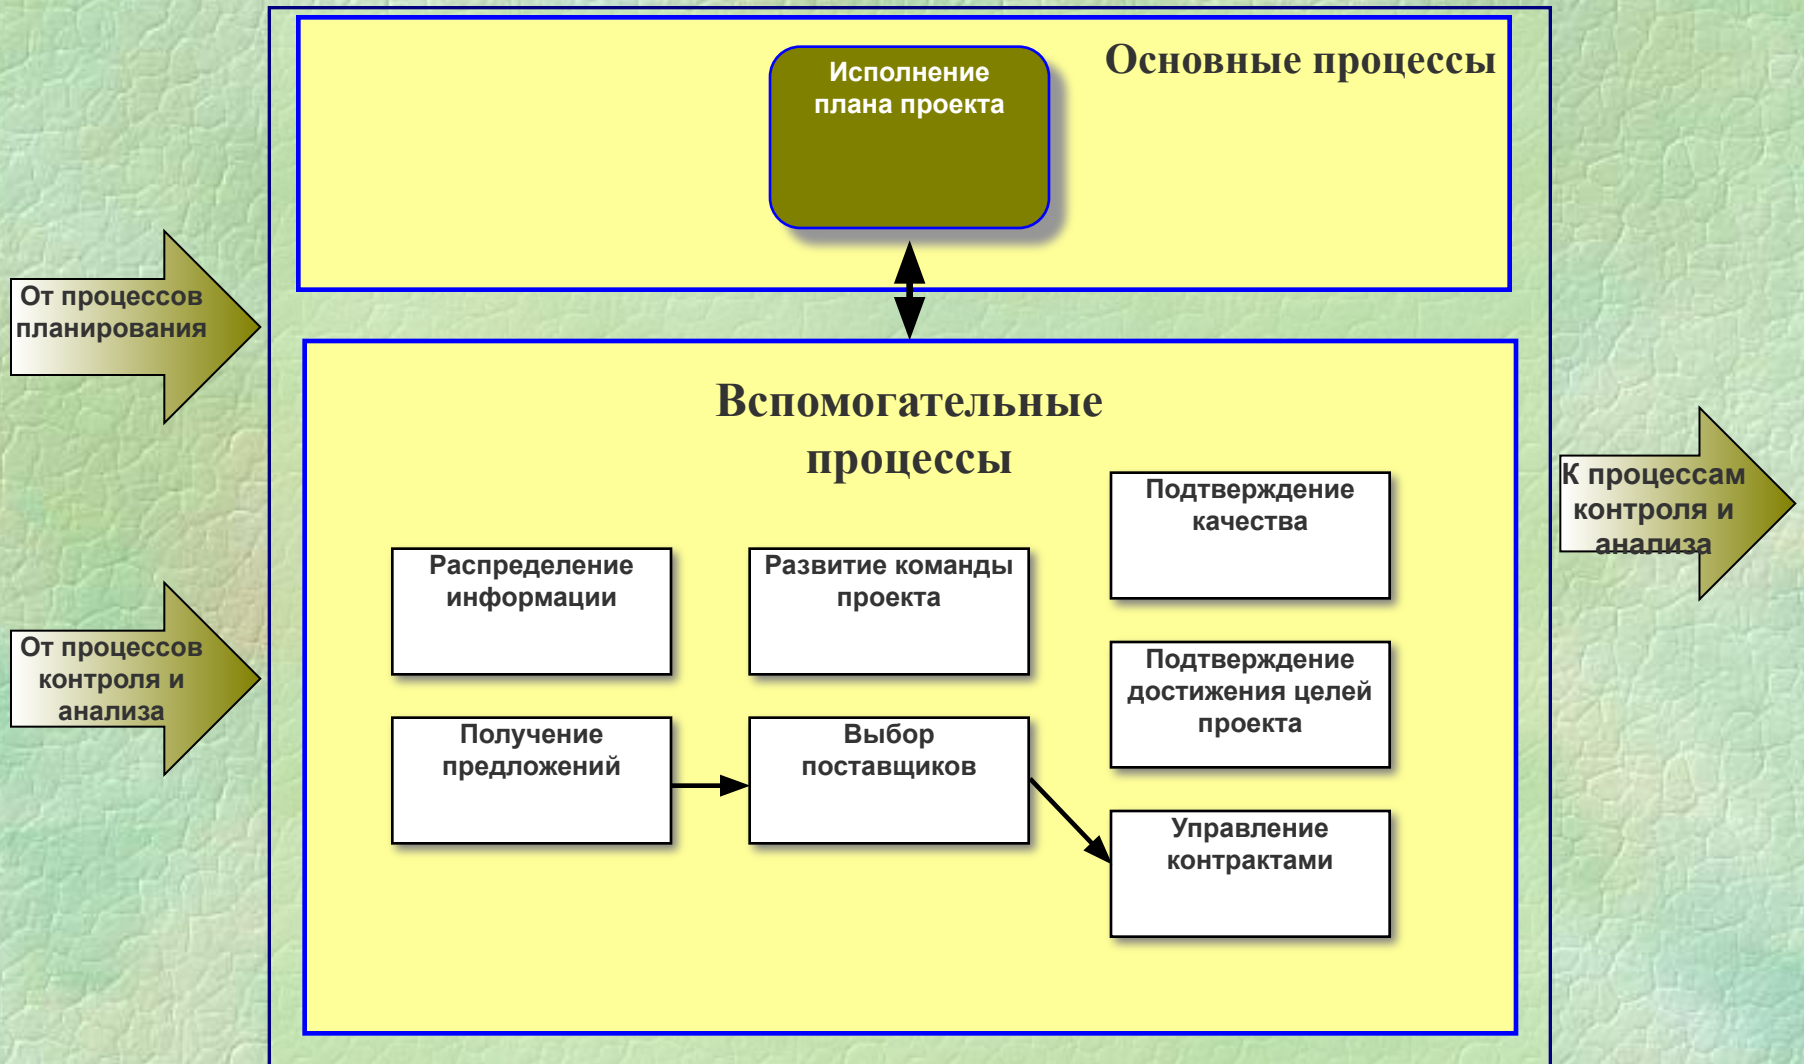 Основные процессы
Исполнение
плана проекта
От процессов
планирования
От процессов
контроля и
анализа
Вспомогательные
процессы
Распределение
информации
Развитие команды
проекта
Подтверждение
качества
Подтверждение
достижения целей
проекта
Получение
предложений
Выбор
поставщиков
Управление
контрактами
К процессам
контроля и
анализа